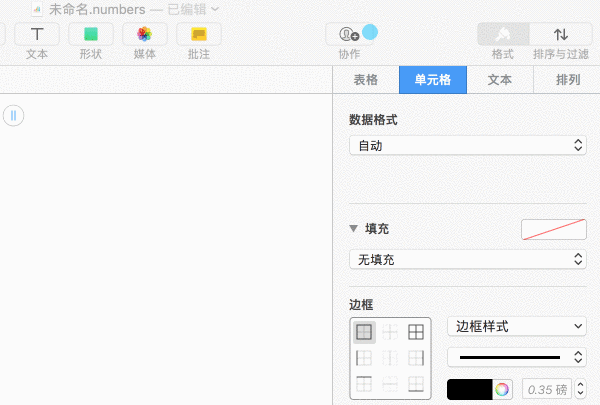 未命名.numbers — 已编辑
文本 形状 媒体 批注 协作 格式 排序与过滤
表格 单元格 文本 排列
数据格式
自动
填充
无填充
边框
边框样式
0.35 磅